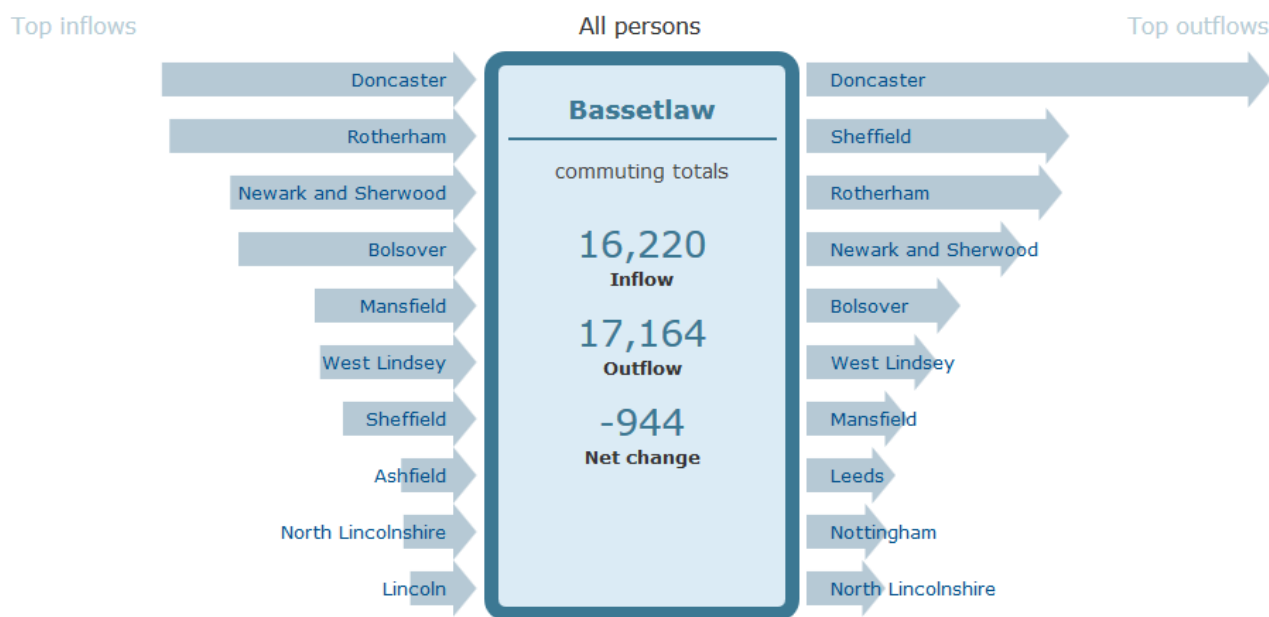 Top inflows
All persons
Top outflows
Doncaster
Rotherham
Newark and Sherwood
Bolsover
Mansfield
West Lindsey
Sheffield
Ashfield
North Lincolnshire
Lincoln
Bassetlaw
commuting totals
16,220
Inflow
17,164
Outflow
-944
Net change
Doncaster
Sheffield
Rotherham
Newark and Sherwood
Bolsover
West Lindsey
Mansfield
Leeds
Nottingham
North Lincolnshire